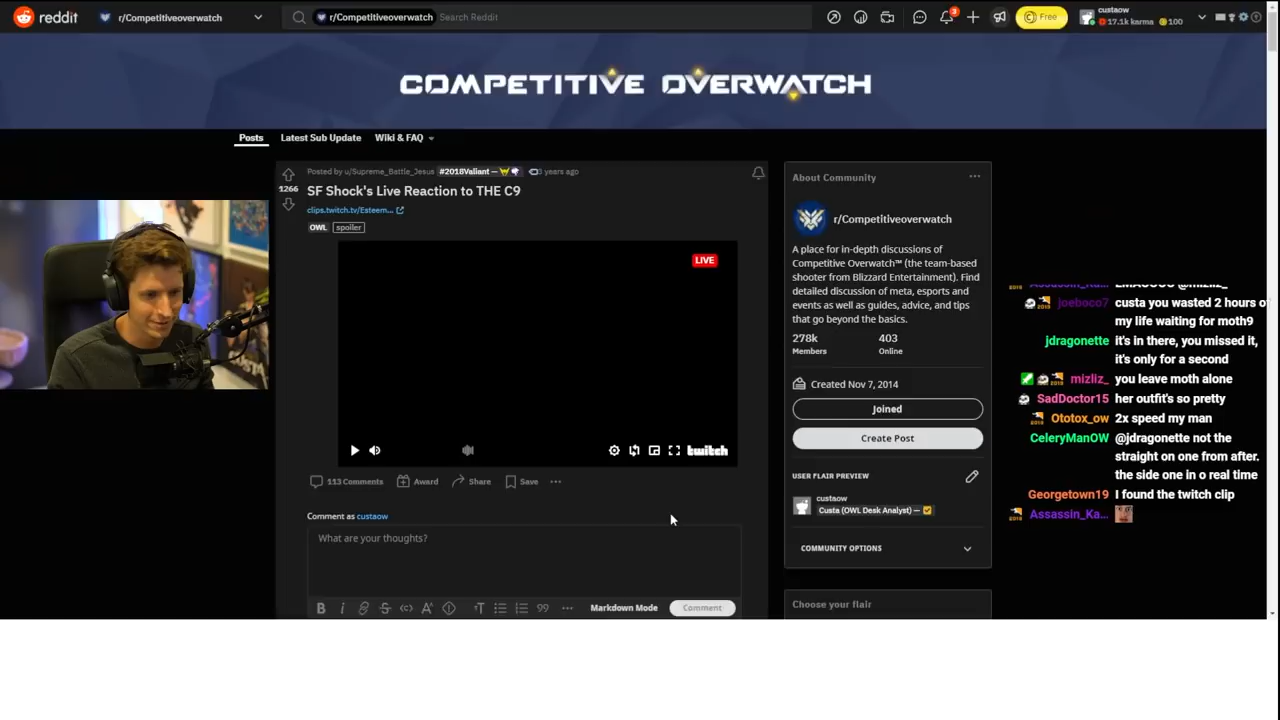 reddit
r/Competitiveoverwatch
r/Competitiveoverwatch
Search Reddit
3
Free
custaow
17.1k karma 100
COMPETITIVE OVERWATCH
Posts
Latest Sub Update
Wiki & FAQ
Posted by u/Supreme_Battle_Jesus #2018Valiant — 3 years ago
1266
SF Shock's Live Reaction to THE C9
clips.twitch.tv/Esteem...
OWL spoiler
LIVE
twitch
113 Comments Award Share Save
Comment as custaow
What are your thoughts?
Markdown Mode
Comment
About Community
r/Competitiveoverwatch
A place for in-depth discussions of
Competitive Overwatch™ (the team-based
shooter from Blizzard Entertainment). Find
detailed discussion of meta, esports and
events as well as guides, advice, and tips
that go beyond the basics.
278k 403
Members Online
Created Nov 7, 2014
Joined
Create Post
USER FLAIR PREVIEW
custaow
Custa (OWL Desk Analyst) —
COMMUNITY OPTIONS
Choose your flair
joeboco7 custa you wasted 2 hours of
my life waiting for moth9
jdragonette it's in there, you missed it,
it's only for a second
mizliz_ you leave moth alone
SadDoctor15 her outfit's so pretty
Ototox_ow 2x speed my man
CeleryManOW @jdragonette not the
straight on one from after.
the side one in o real time
Georgetown19 I found the twitch clip
Assassin_Ka...